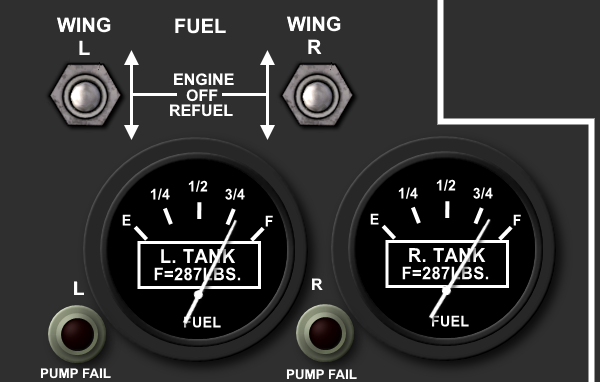 WING
L
FUEL
WING
R
ENGINE
OFF
REFUEL
E 1/4 1/2 3/4 F
L. TANK
F=287LBS.
FUEL
E 1/4 1/2 3/4 F
R. TANK
F=287LBS.
FUEL
L
PUMP FAIL
R
PUMP FAIL